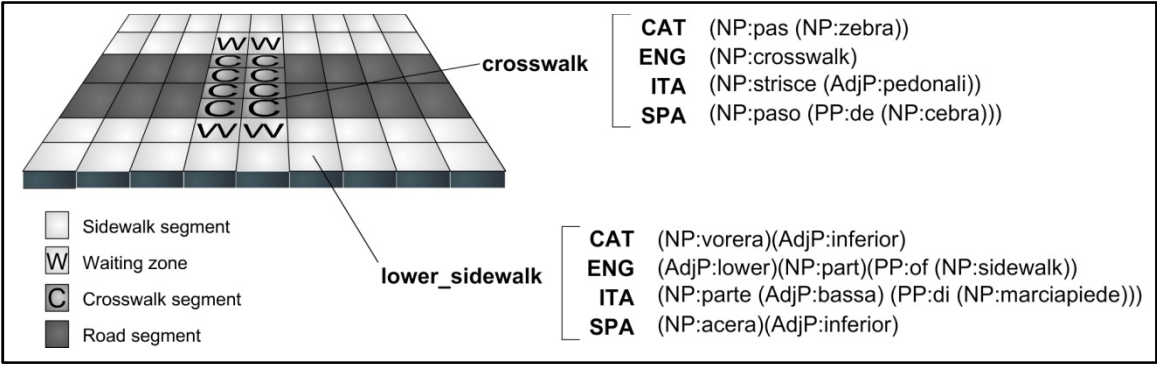 W W
C C
C C
C C
C C
W W
crosswalk
CAT (NP:pas (NP:zebra))
ENG (NP:crosswalk)
ITA (NP:strisce (AdjP:pedonali))
SPA (NP:paso (PP:de (NP:cebra)))
Sidewalk segment
W Waiting zone
C Crosswalk segment
Road segment
lower_sidewalk
CAT (NP:vorera)(AdjP:inferior)
ENG (AdjP:lower)(NP:part)(PP:of (NP:sidewalk))
ITA (NP:parte (AdjP:bassa) (PP:di (NP:marciapiede)))
SPA (NP:acera)(AdjP:inferior)